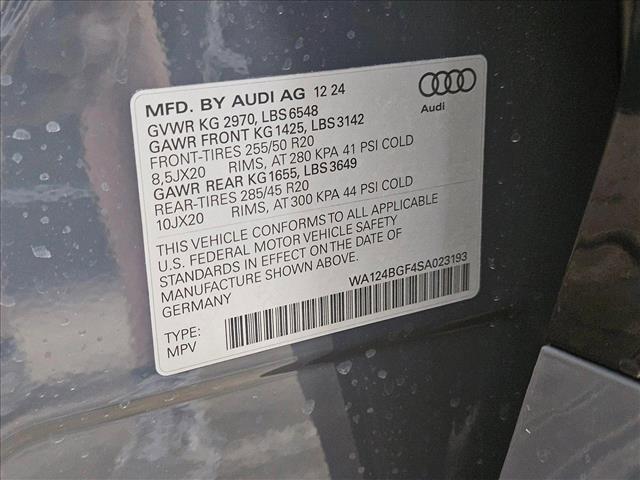 MFD. BY AUDI AG 12 24
GVWR KG 2970, LBS 6548
GAWR FRONT KG 1425, LBS 3142
FRONT-TIRES 255/50 R20
8,5JX20 RIMS, AT 280 KPA 41 PSI COLD
GAWR REAR KG 1655, LBS 3649
REAR-TIRES 285/45 R20
10JX20 RIMS, AT 300 KPA 44 PSI COLD
THIS VEHICLE CONFORMS TO ALL APPLICABLE
U.S. FEDERAL MOTOR VEHICLE SAFETY
STANDARDS IN EFFECT ON THE DATE OF
MANUFACTURE SHOWN ABOVE.
GERMANY
WA124BGF4SA023193
TYPE:
MPV
Audi